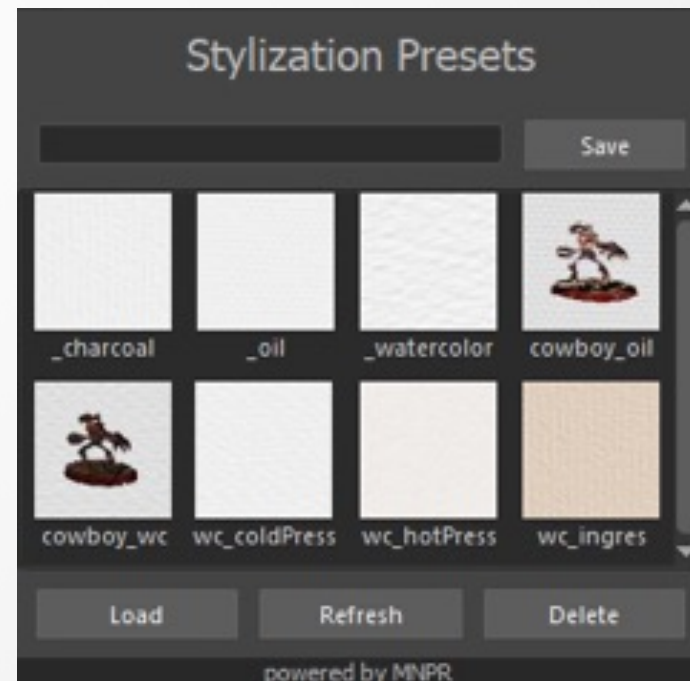 Stylization Presets
Save
_charcoal _oil _watercolor cowboy_oil
cowboy_wc wc_coldPress wc_hotPress wc_ingres
Load Refresh Delete
powered by MNPR